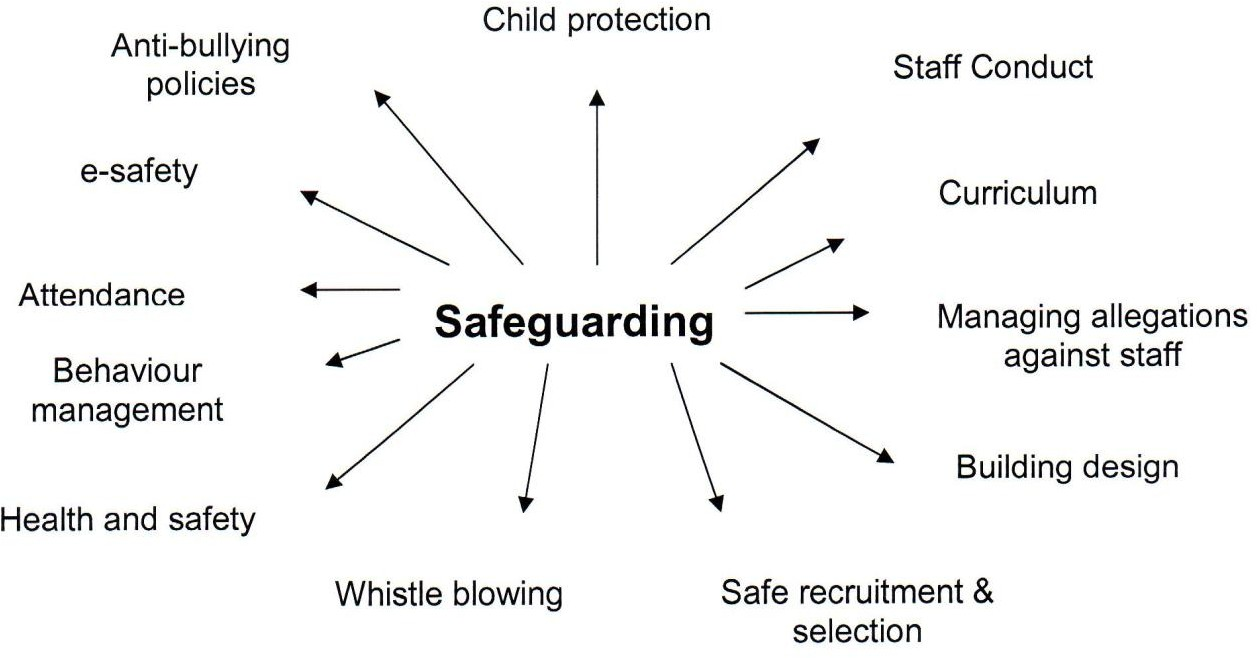 Child protection
Anti-bullying
policies
Staff Conduct
e-safety
Curriculum
Attendance
Safeguarding
Managing allegations
against staff
Behaviour
management
Building design
Health and safety
Whistle blowing
Safe recruitment &
selection